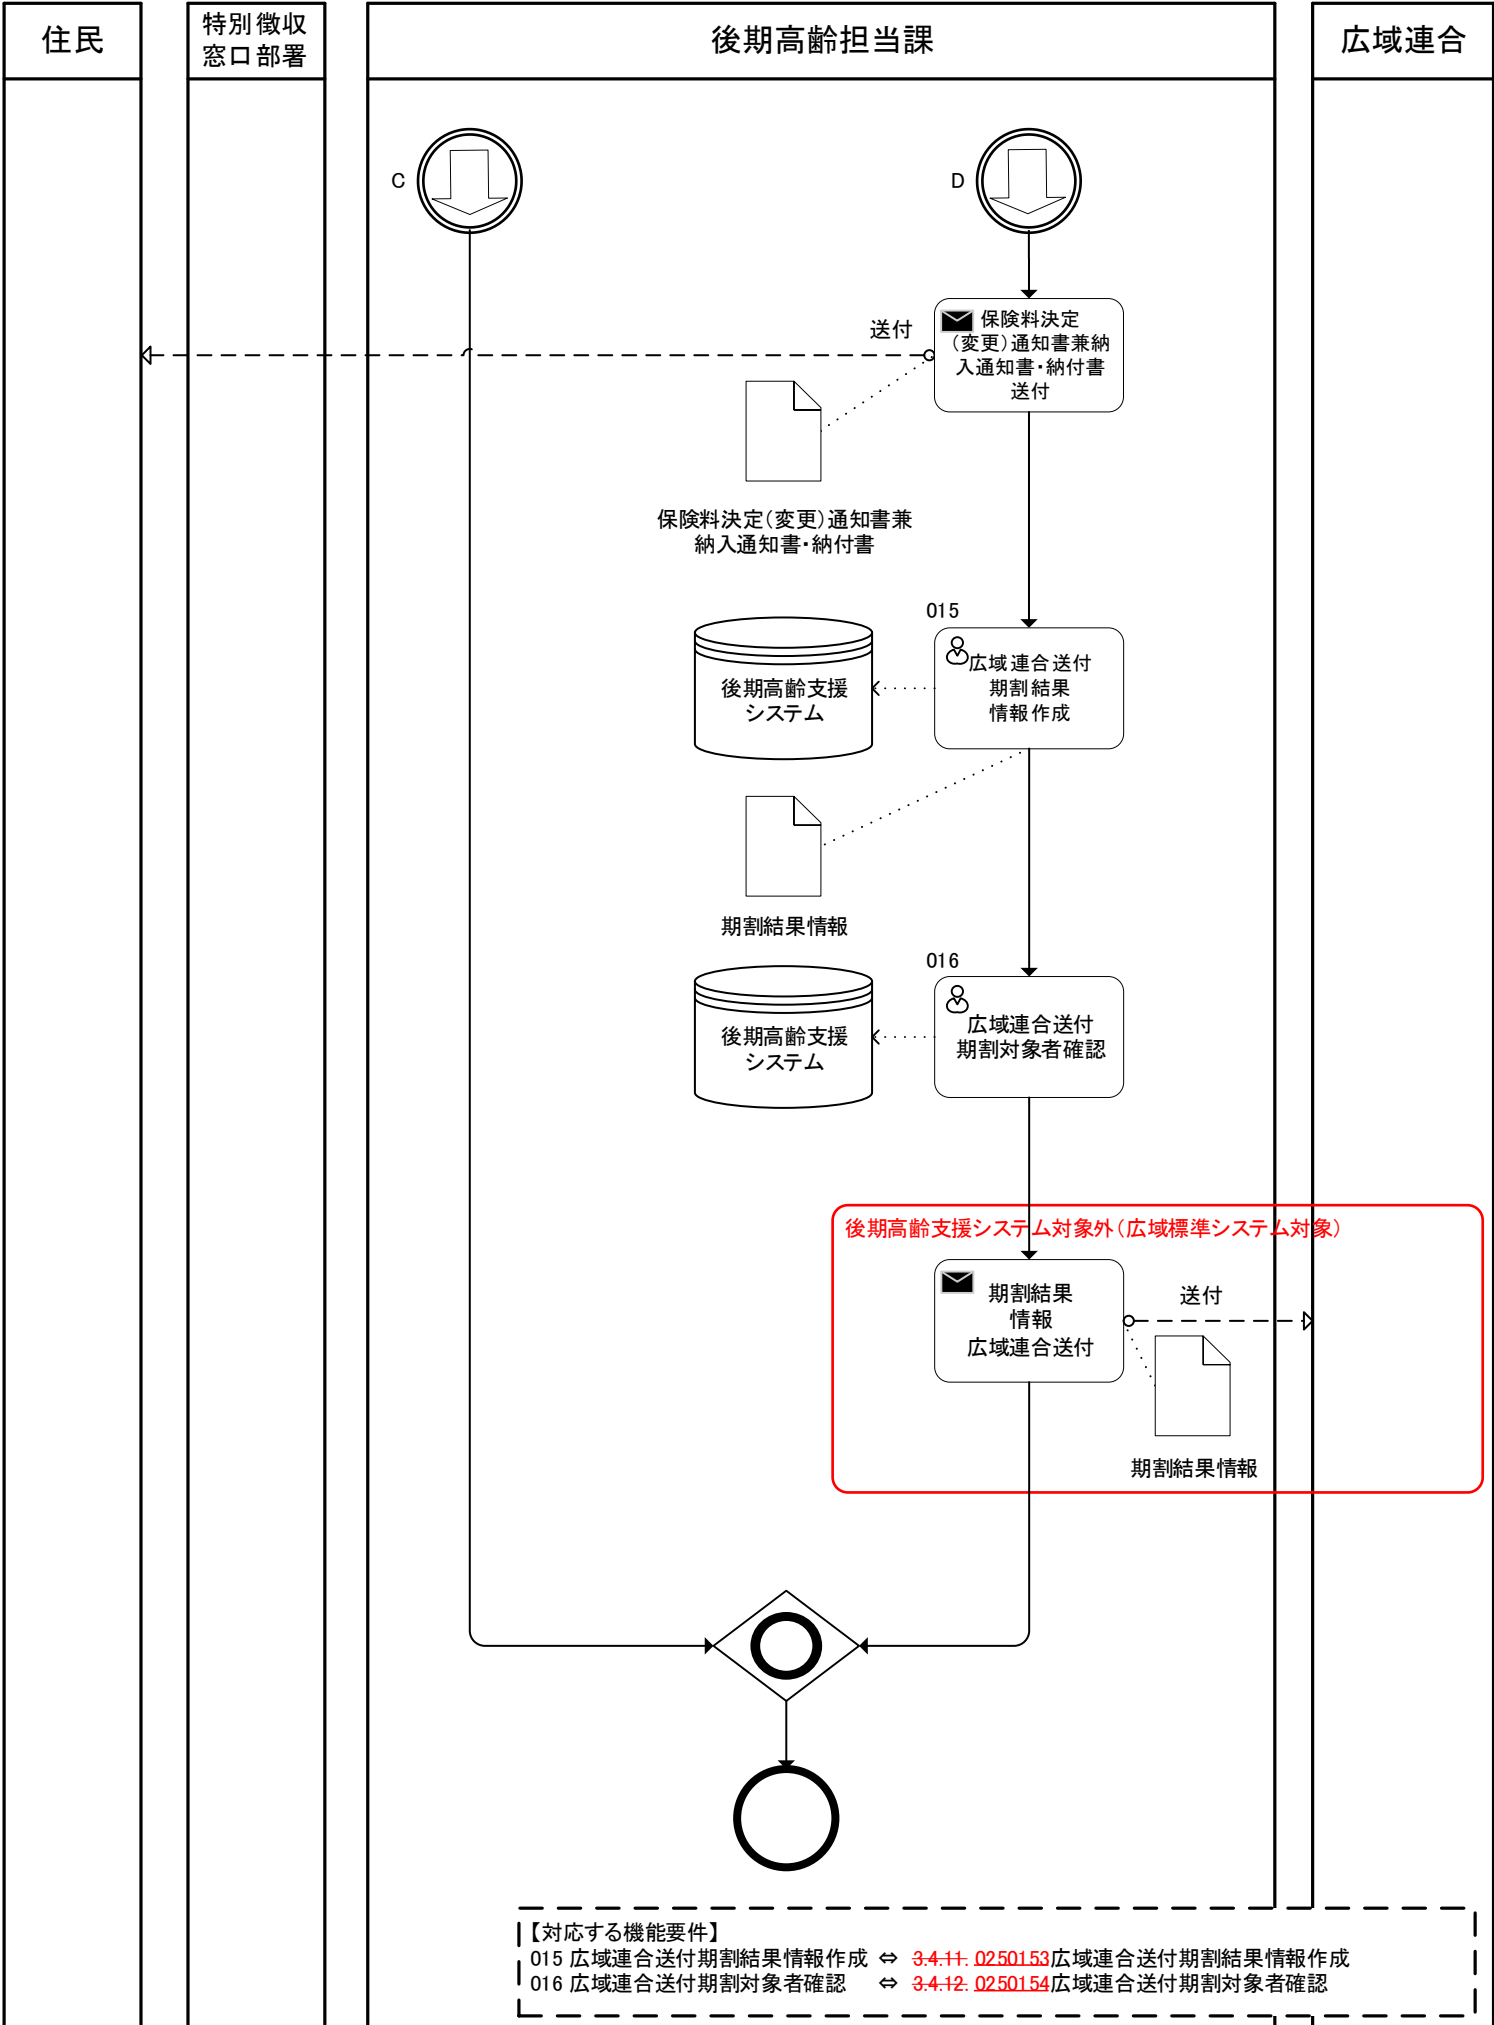 住民
特別徴収
窓口部署
後期高齢担当課
広域連合
C
D
送付
保険料決定
（変更）通知書兼納
入通知書・納付書
送付
保険料決定（変更）通知書兼
納入通知書・納付書
015
広域連合送付
期割結果
情報作成
後期高齢支援
システム
期割結果情報
016
広域連合送付
期割対象者確認
後期高齢支援
システム
後期高齢支援システム対象外（広域標準システム対象）
期割結果
情報
広域連合送付
送付
期割結果情報
【対応する機能要件】
015 広域連合送付期割結果情報作成 ⇔ 3.4.11. 0250153広域連合送付期割結果情報作成
016 広域連合送付期割対象者確認 ⇔ 3.4.12. 0250154広域連合送付期割対象者確認